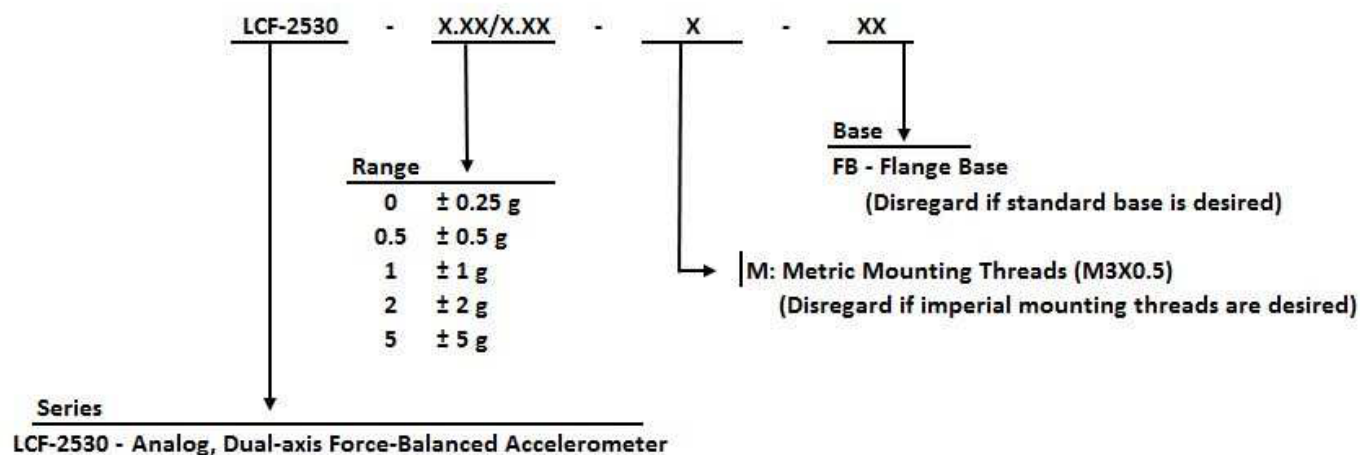 LCF-2530 - X.XX/X.XX - X - XX
Base
FB - Flange Base
(Disregard if standard base is desired)
Range
0 ± 0.25 g
0.5 ± 0.5 g
1 ± 1 g
2 ± 2 g
5 ± 5 g
M: Metric Mounting Threads (M3X0.5)
(Disregard if imperial mounting threads are desired)
Series
LCF-2530 - Analog, Dual-axis Force-Balanced Accelerometer